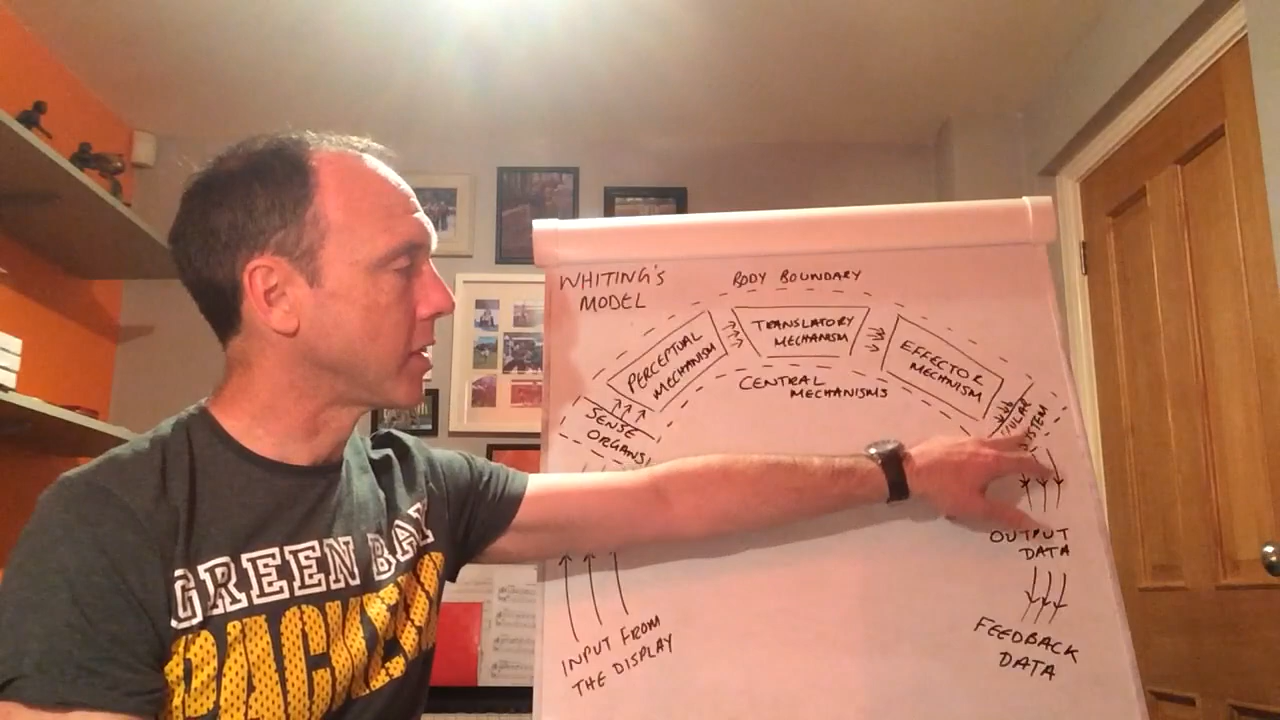 WHITING'S
MODEL
BODY BOUNDARY
PERCEPTUAL
MECHANISM
TRANSLATORY
MECHANISM
EFFECTOR
MECHNISM
CENTRAL
MECHANISMS
SENSE
ORGANS
OUTPUT
DATA
FEEDBACK
DATA
INPUT FROM
THE DISPLAY
GREEN BAY
PACKERS